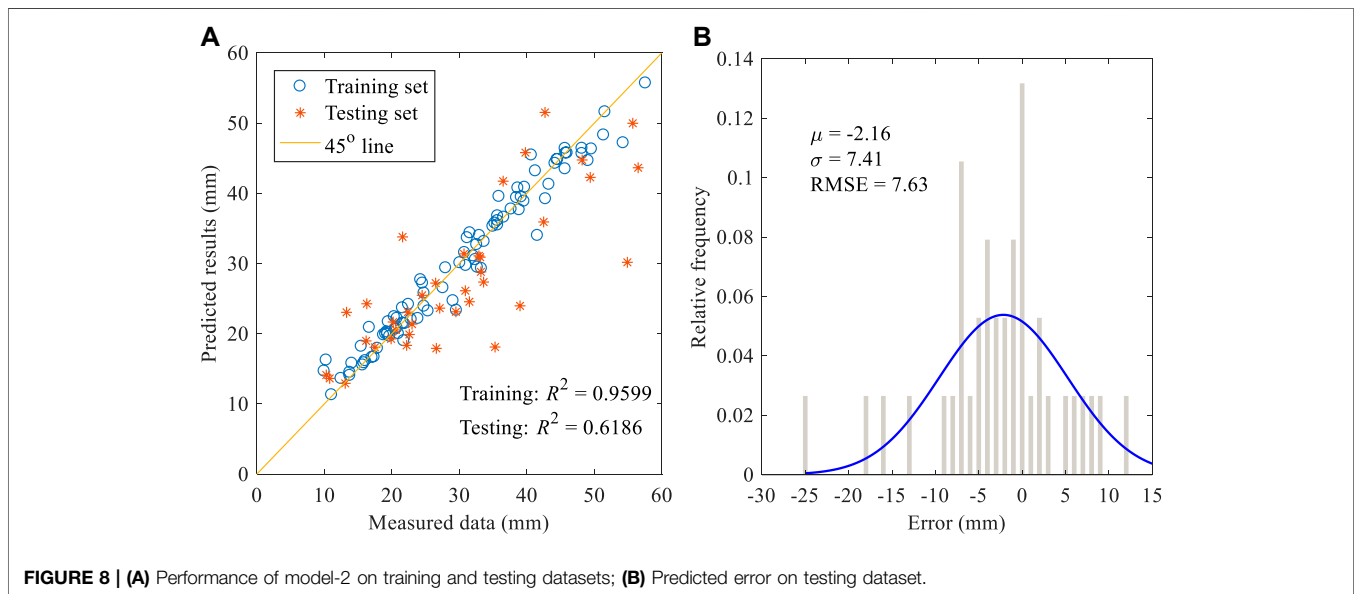 A
60
50
40
30
20
10
0
0 10 20 30 40 50 60
Predicted results (mm)
Measured data (mm)
Training set
Testing set
45° line
Training: R² = 0.9599
Testing: R² = 0.6186
B
0.14
0.12
0.1
0.08
0.06
0.04
0.02
0
-30 -25 -20 -15 -10 -5 0 5 10 15
Relative frequency
Error (mm)
μ = -2.16
σ = 7.41
RMSE = 7.63
FIGURE 8 | (A) Performance of model-2 on training and testing datasets; (B) Predicted error on testing dataset.